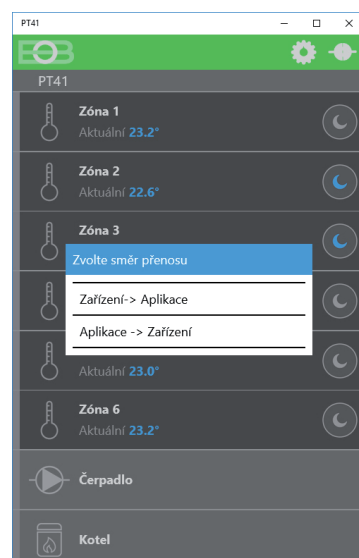 PT41
EOB
PT41
Zóna 1
Aktuální 23.2°
Zóna 2
Aktuální 22.6°
Zóna 3
Zvolte směr přenosu
Zařízení-> Aplikace
Aplikace -> Zařízení
Aktuální 23.0°
Zóna 6
Aktuální 23.2°
Čerpadlo
Kotel